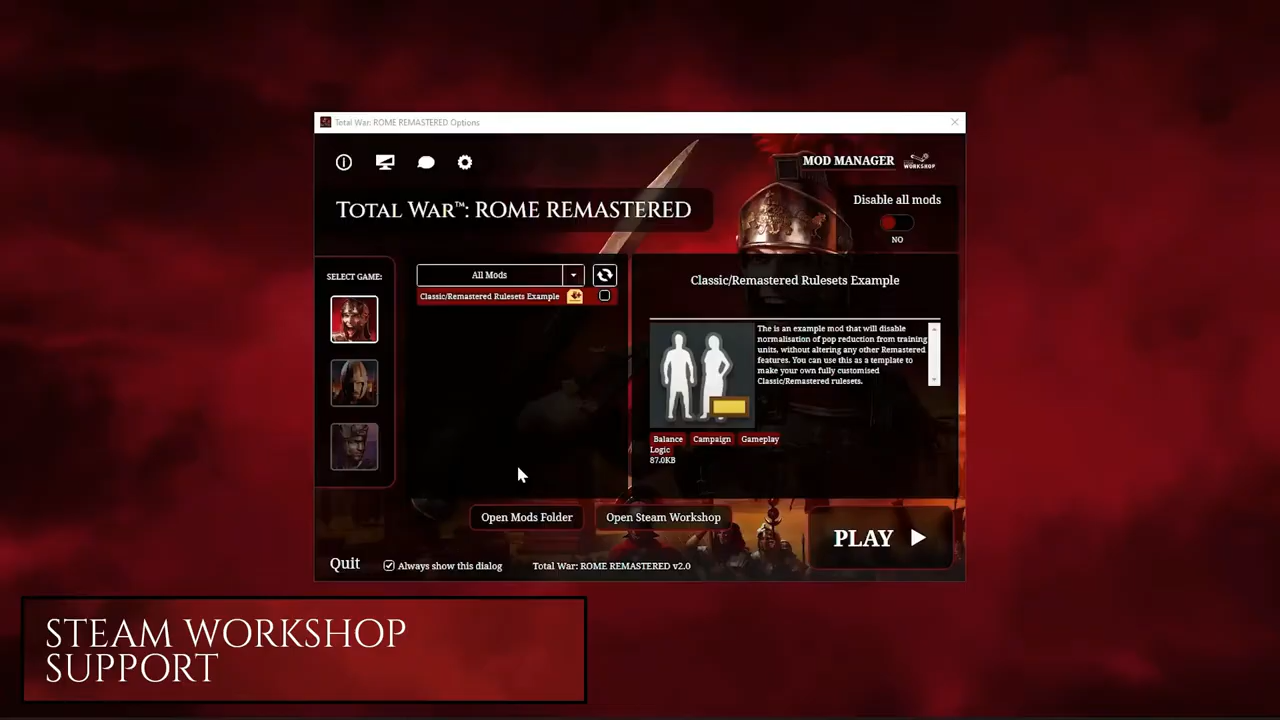 Total War: ROME REMASTERED Options
MOD MANAGER
WORKSHOP
TOTAL WAR™: ROME REMASTERED
Disable all mods
NO
SELECT GAME:
All Mods
Classic/Remastered Rulesets Example
Classic/Remastered Rulesets Example
The is an example mod that will disable
normalisation of pop reduction from training
units, without altering any other Remastered
features. You can use this as a template to
make your own fully customised
Classic/Remastered rulesets.
Balance Campaign Gameplay
Logic
87.0KB
Open Mods Folder
Open Steam Workshop
PLAY
Quit
Always show this dialog
Total War: ROME REMASTERED v2.0
STEAM WORKSHOP
SUPPORT